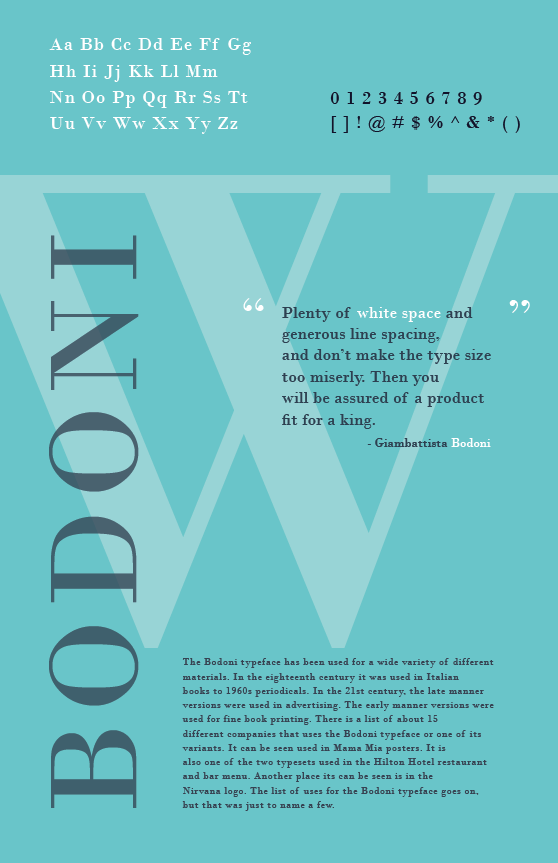 Aa Bb Cc Dd Ee Ff Gg
Hh Ii Jj Kk Ll Mm
Nn Oo Pp Qq Rr Ss Tt
Uu Vv Ww Xx Yy Zz
0 1 2 3 4 5 6 7 8 9
[ ] ! @ # $ % ^ & * ( )
W
BODONI
“ Plenty of white space and ”
generous line spacing,
and don’t make the type size
too miserly. Then you
will be assured of a product
fit for a king.
- Giambattista Bodoni
The Bodoni typeface has been used for a wide variety of different
materials. In the eighteenth century it was used in Italian
books to 1960s periodicals. In the 21st century, the late manner
versions were used in advertising. The early manner versions were
used for fine book printing. There is a list of about 15
different companies that uses the Bodoni typeface or one of its
variants. It can be seen used in Mama Mia posters. It is
also one of the two typesets used in the Hilton Hotel restaurant
and bar menu. Another place its can be seen is in the
Nirvana logo. The list of uses for the Bodoni typeface goes on,
but that was just to name a few.